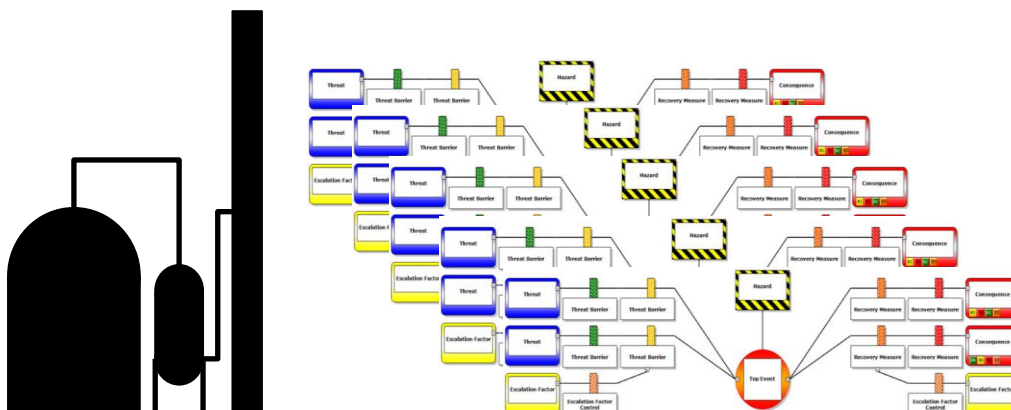 Hazard
Threat
Threat Barrier
Threat Barrier
Recovery Measure
Recovery Measure
Consequence
Threat
Threat
Hazard
Threat Barrier
Threat Barrier
Recovery Measure
Recovery Measure
Consequence
Escalation Factor
Threat
Threat
Hazard
Threat Barrier
Threat Barrier
Recovery Measure
Recovery Measure
Consequence
Threat
Threat
Hazard
Threat Barrier
Threat Barrier
Recovery Measure
Recovery Measure
Consequence
Escalation Factor
Threat
Threat
Hazard
Threat Barrier
Threat Barrier
Recovery Measure
Recovery Measure
Consequence
Escalation Factor
Threat
Threat Barrier
Threat Barrier
Top Event
Recovery Measure
Recovery Measure
Consequence
Escalation Factor
Escalation Factor
Control
Escalation Factor
Control
Escalation Factor